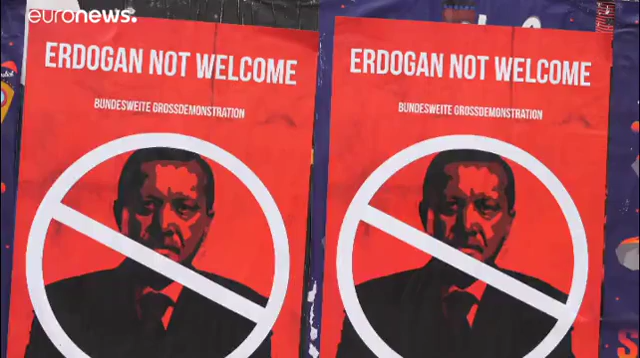 euronews.
ERDOGAN NOT WELCOME
BUNDESWEITE GROSSDEMONSTRATION
ERDOGAN NOT WELCOME
BUNDESWEITE GROSSDEMONSTRATION